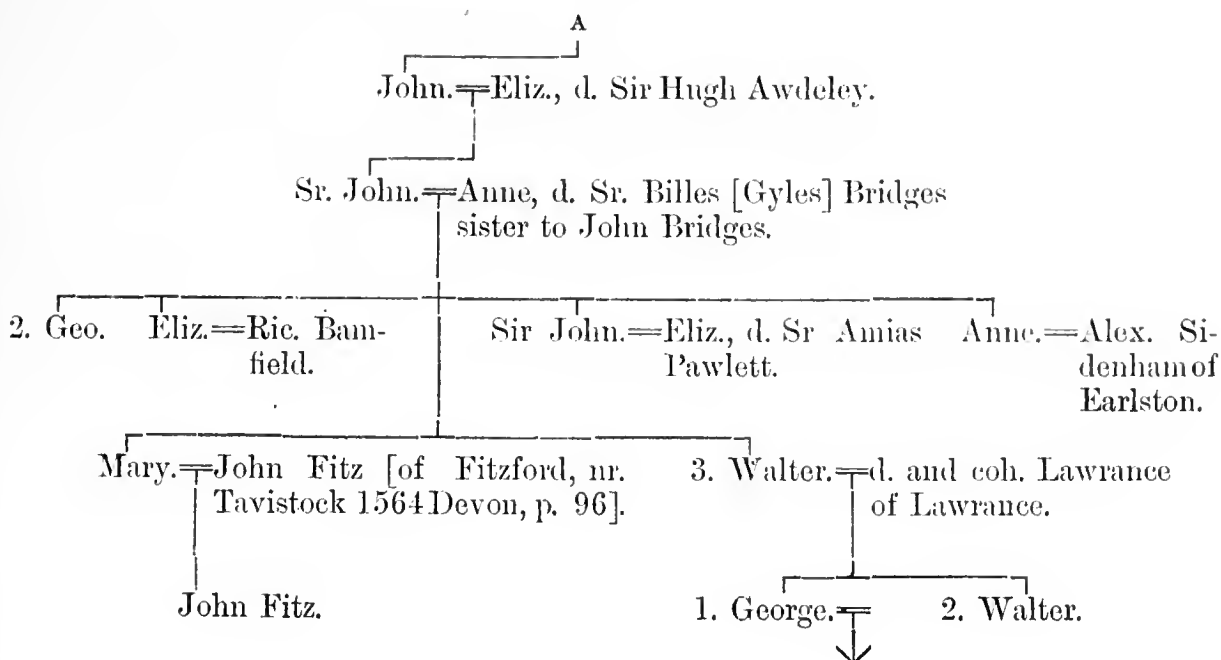 A
John. Eliz., d. Sir Hugh Awdeley.
Sr. John. Anne, d. Sr. Billes [Gyles] Bridges
sister to John Bridges.
2. Geo. Eliz. Ric. Bam-
field.
Sir John. Eliz., d. Sr Amias
Pawlett.
Anne. Alex. Si-
denham of
Earlston.
Mary. John Fitz [of Fitzford, nr.
Tavistock 1564 Devon, p. 96].
3. Walter. d. and coh. Lawrance
of Lawrance.
John Fitz.
1. George. 2. Walter.